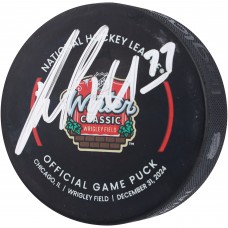 NATIONAL HOCKEY LEAGUE
Winter
CLASSIC
WRIGLEY FIELD
OFFICIAL GAME PUCK
CHICAGO, IL | WRIGLEY FIELD | DECEMBER 31, 2024